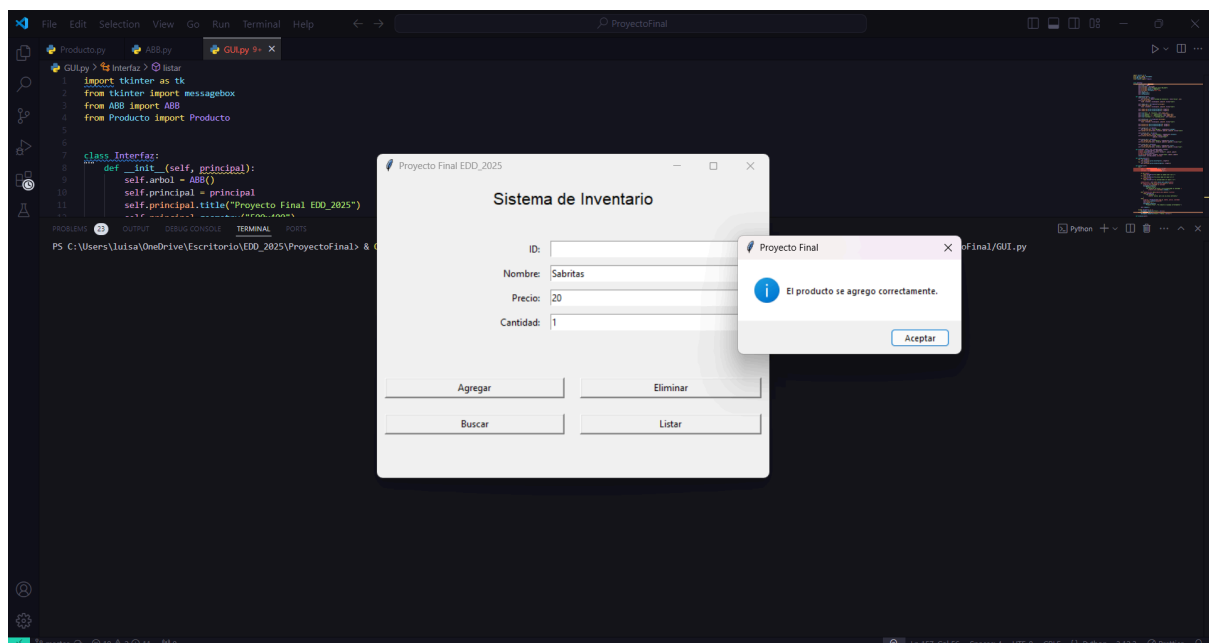 File Edit Selection View Go Run Terminal Help
ProyectoFinal
Producto.py ABB.py GUI.py 9+
GUI.py > Interfaz > listar
1 import tkinter as tk
2 from tkinter import messagebox
3 from ABB import ABB
4 from Producto import Producto
5
6
7 class Interfaz:
8 def __init__(self, principal):
9 self.arbol = ABB()
10 self.principal = principal
11 self.principal.title("Proyecto Final EDD_2025")
PROBLEMS 23 OUTPUT DEBUG CONSOLE TERMINAL PORTS
Python
PS C:\Users\luisa\OneDrive\Escritorio\EDD_2025\ProyectoFinal> &
oFinal/GUI.py
Proyecto Final EDD_2025
Sistema de Inventario
ID:
Nombre: Sabritas
Precio: 20
Cantidad: 1
Agregar Eliminar
Buscar Listar
Proyecto Final
El producto se agrego correctamente.
Aceptar